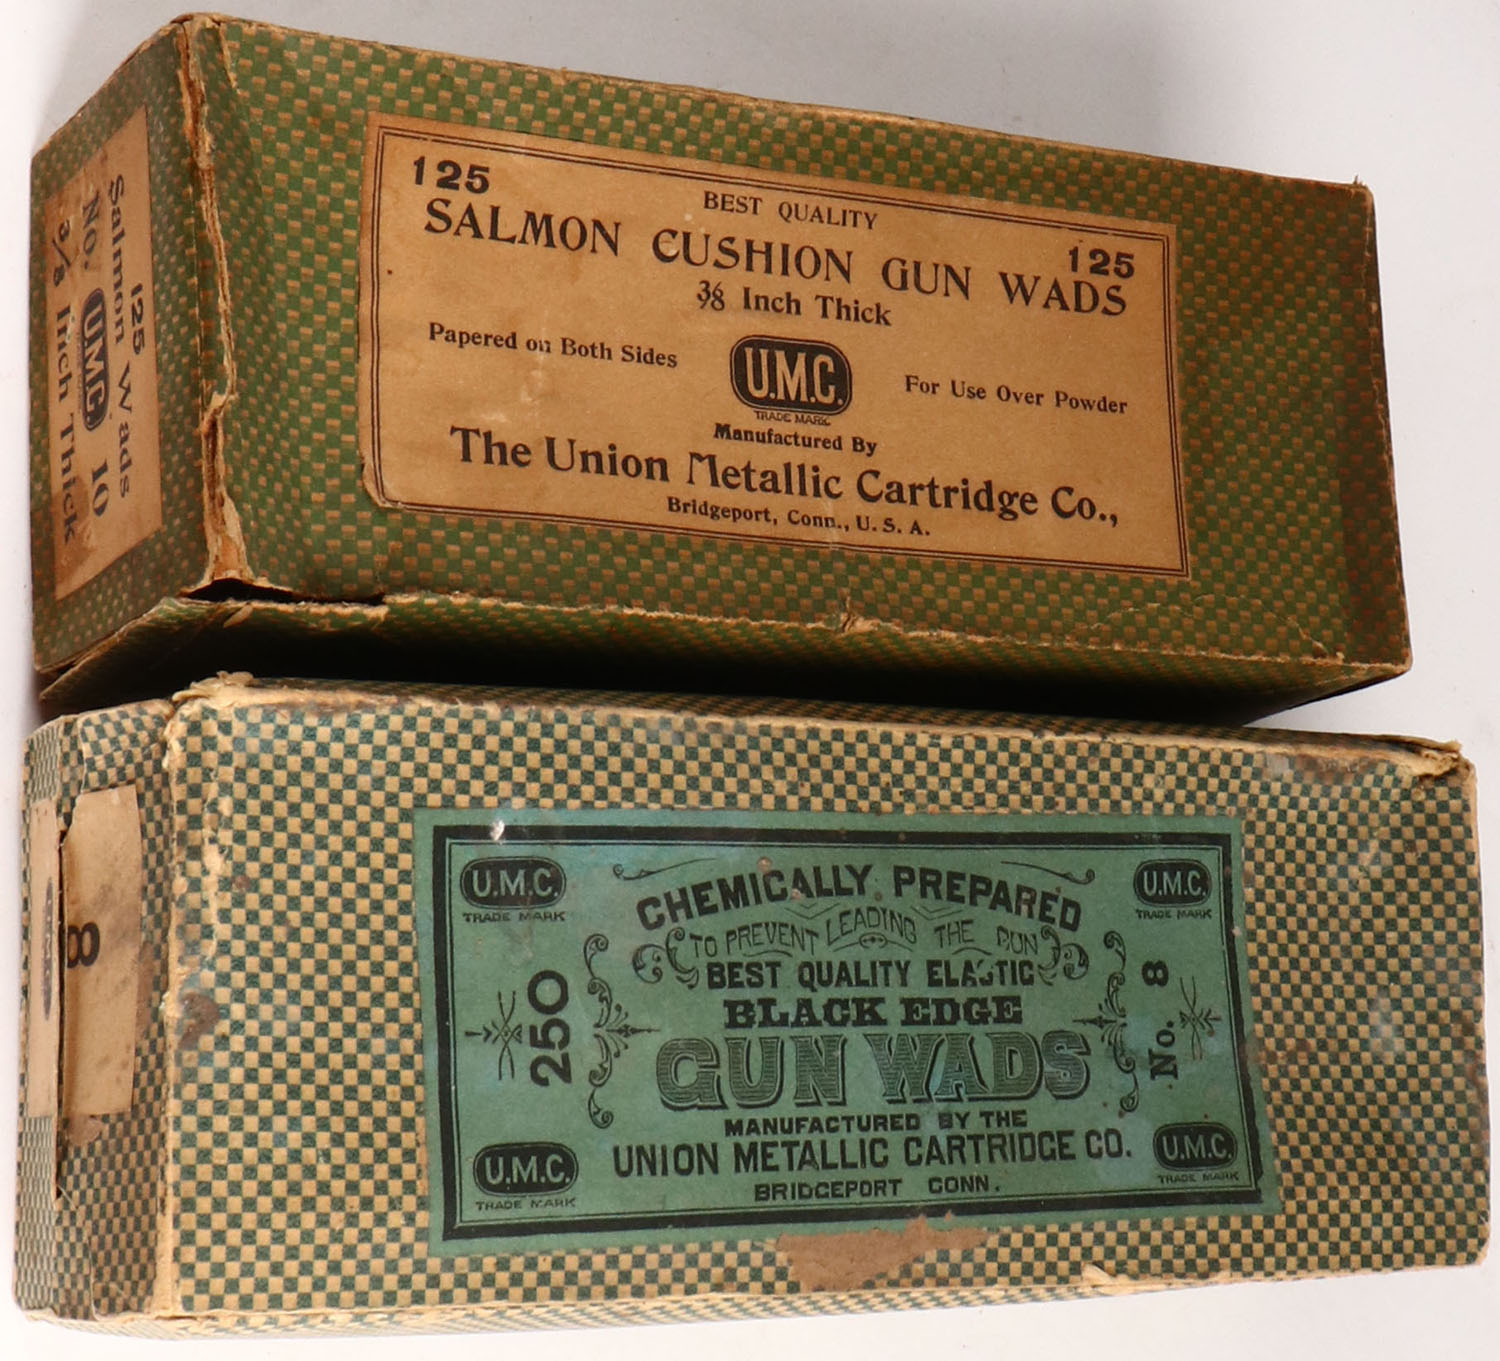 125
BEST QUALITY
SALMON CUSHION GUN WADS
125
3/8 Inch Thick
Papered on Both Sides
U.M.C.
TRADE MARK
For Use Over Powder
Manufactured By
The Union Metallic Cartridge Co.,
Bridgeport, Conn., U. S. A.
125
Salmon Wads
No. U.M.C. 10
3/8 Inch Thick
U.M.C.
TRADE MARK
U.M.C.
TRADE MARK
CHEMICALLY PREPARED
TO PREVENT LEADING THE GUN
BEST QUALITY ELASTIC
BLACK EDGE
GUN WADS
MANUFACTURED BY THE
UNION METALLIC CARTRIDGE CO.
BRIDGEPORT CONN.
250
No. 8
U.M.C.
TRADE MARK
U.M.C.
TRADE MARK
8